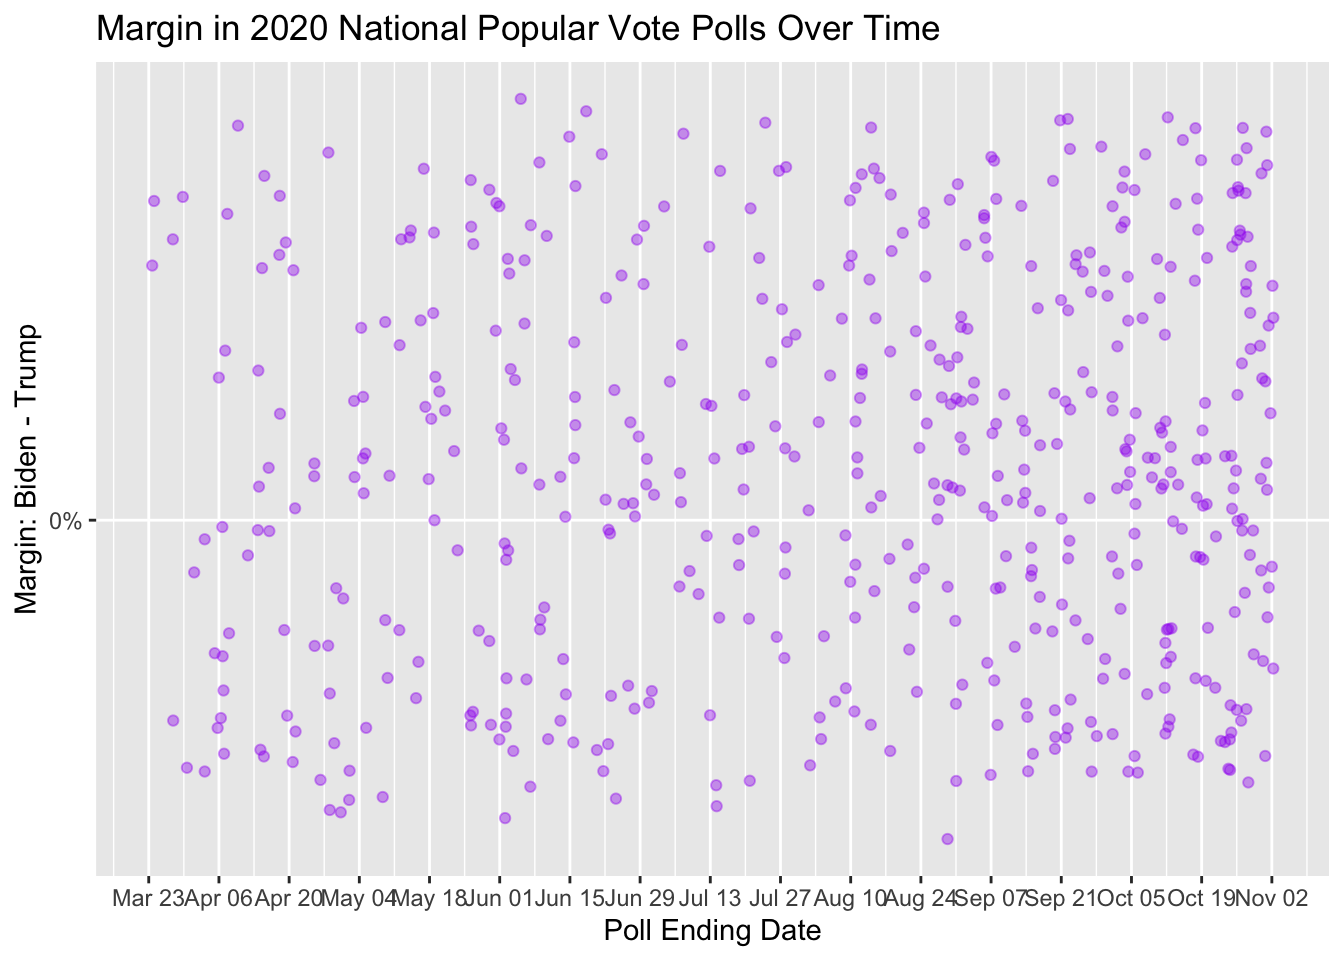 Margin in 2020 National Popular Vote Polls Over Time
Margin: Biden - Trump
0%
Mar 23 Apr 06 Apr 20 May 04 May 18 Jun 01 Jun 15 Jun 29 Jul 13 Jul 27 Aug 10 Aug 24 Sep 07 Sep 21 Oct 05 Oct 19 Nov 02
Poll Ending Date